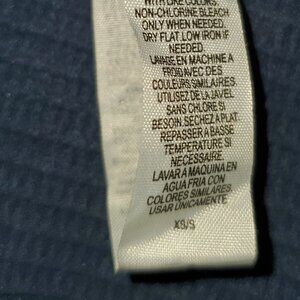 WITH LIKE COLORS.
NON-CHLORINE BLEACH
ONLY WHEN NEEDED.
DRY FLAT. LOW IRON IF
NEEDED.
LAVAGE EN MACHINE A
FROID AVEC DES
COULEURS SIMILAIRES.
UTILISEZ DE LA JAVEL
SANS CHLORE SI
BESOIN. SECHEZ A PLAT.
REPASSER A BASSE
TEMPERATURE SI
NECESSAIRE.
LAVAR A MAQUINA EN
AGUA FRIA CON
COLORES SIMILARES.
USAR UNICAMENTE
XS/S